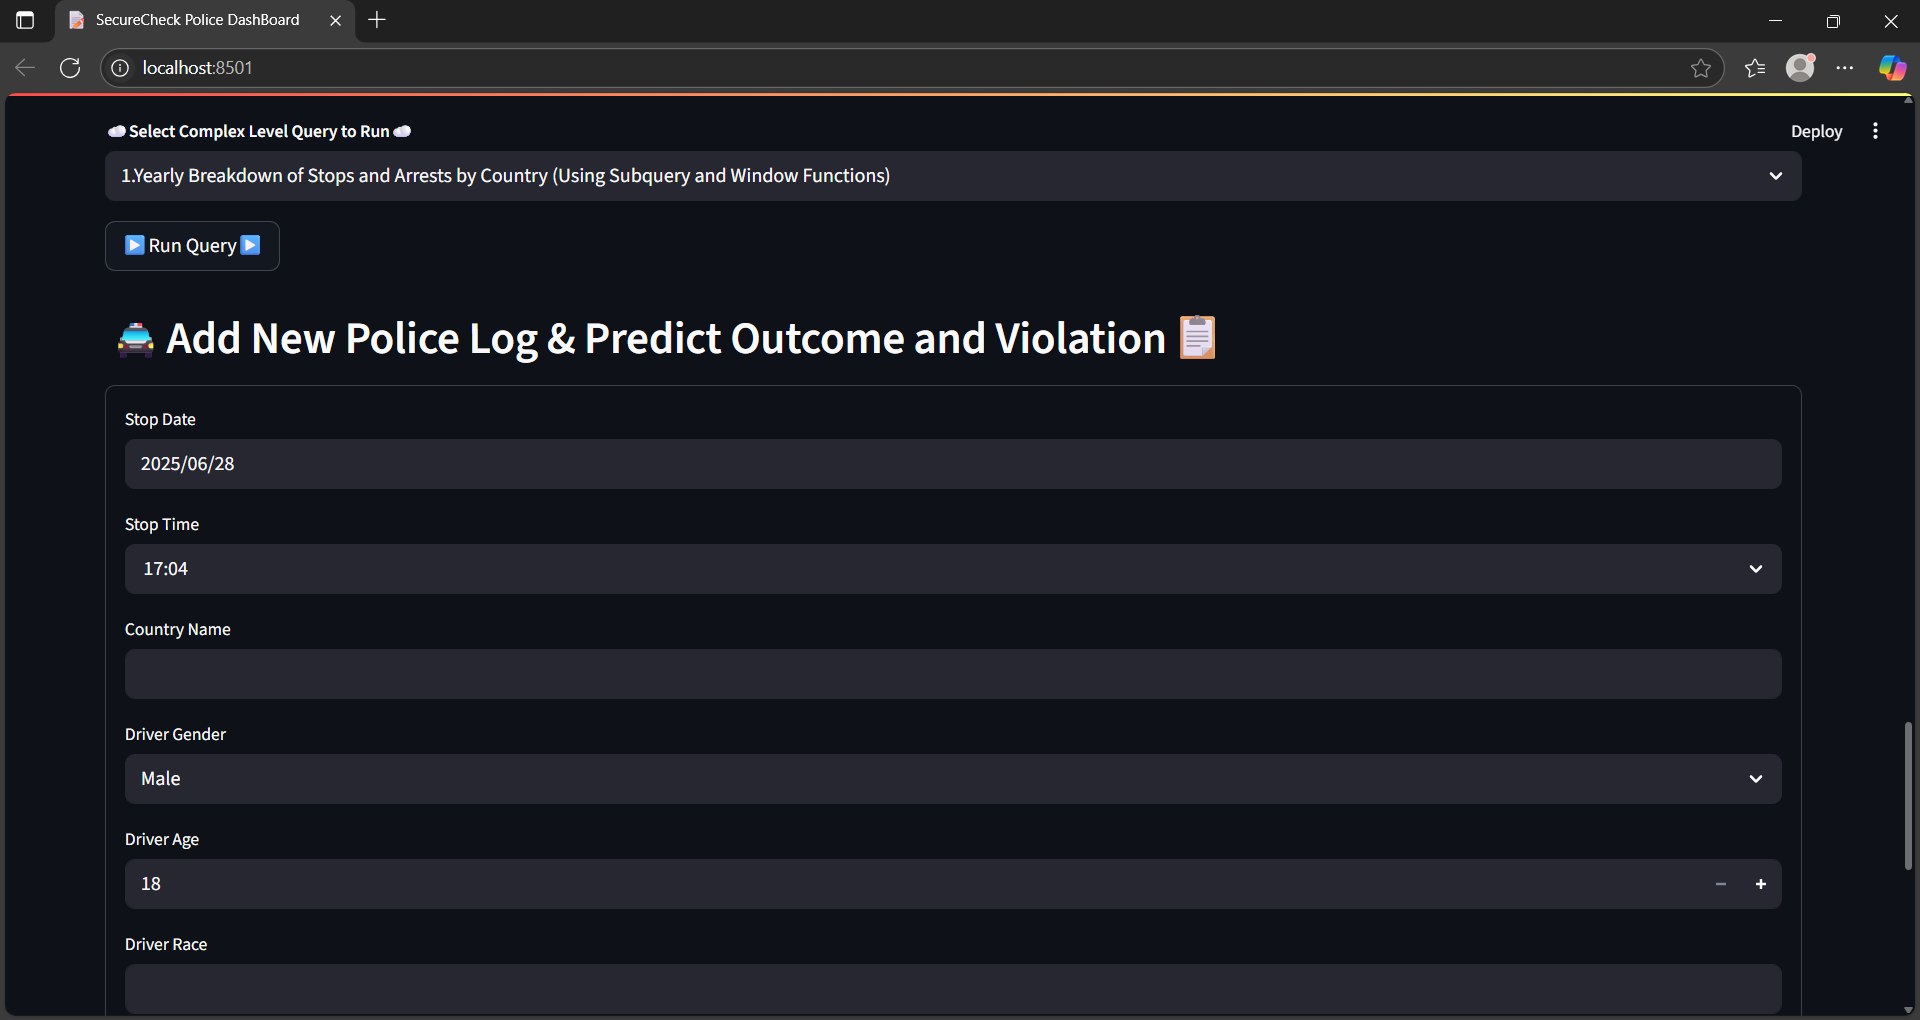 SecureCheck Police DashBoard
localhost:8501
Select Complex Level Query to Run
Deploy
1.Yearly Breakdown of Stops and Arrests by Country (Using Subquery and Window Functions)
Run Query
Add New Police Log & Predict Outcome and Violation
Stop Date
2025/06/28
Stop Time
17:04
Country Name
Driver Gender
Male
Driver Age
18
Driver Race